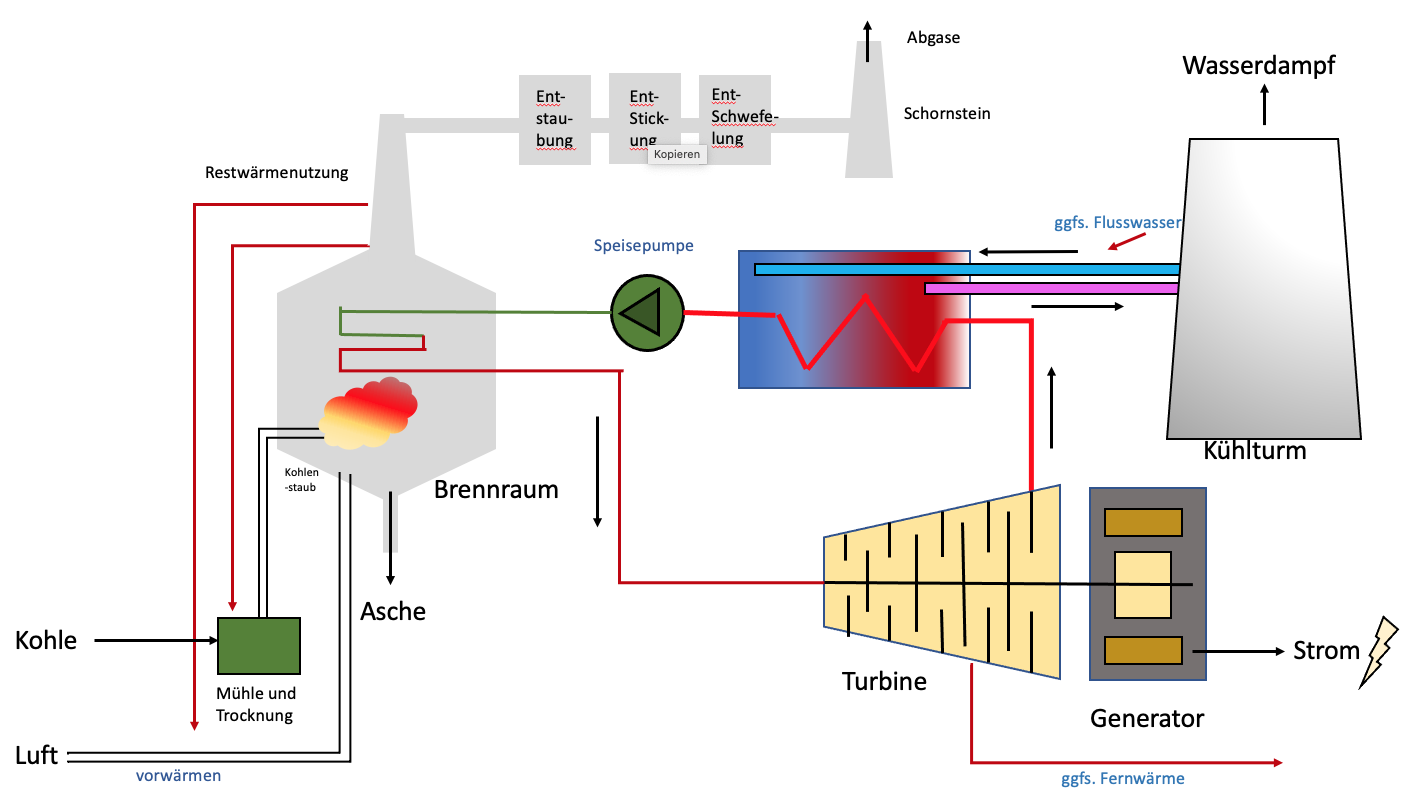 Abgase
Wasserdampf
Ent-
stau-
bung
Ent-
Stick-
ung
Ent-
Schwefe-
lung
Schornstein
Kopieren
Restwärmenutzung
ggfs. Flusswasser
Speisepumpe
Kühlturm
Kohlen
-staub
Brennraum
Asche
Kohle
Strom
Mühle und
Trocknung
Turbine
Generator
Luft
vorwärmen
ggfs. Fernwärme